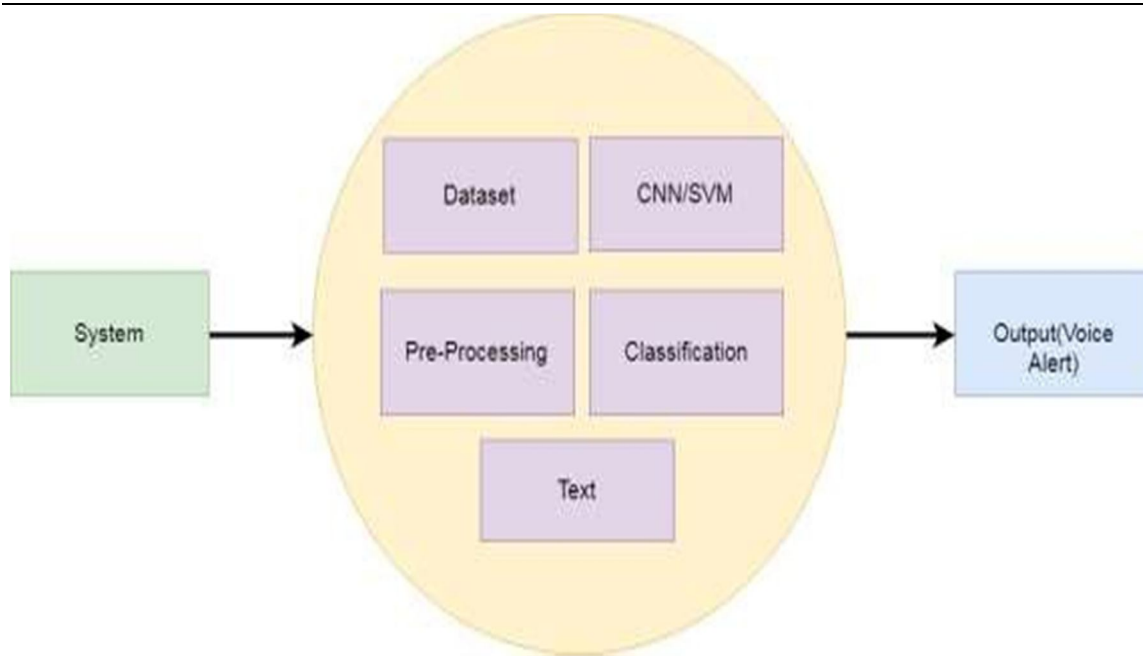 System
Dataset
CNN/SVM
Pre-Processing
Classification
Text
Output(Voice
Alert)